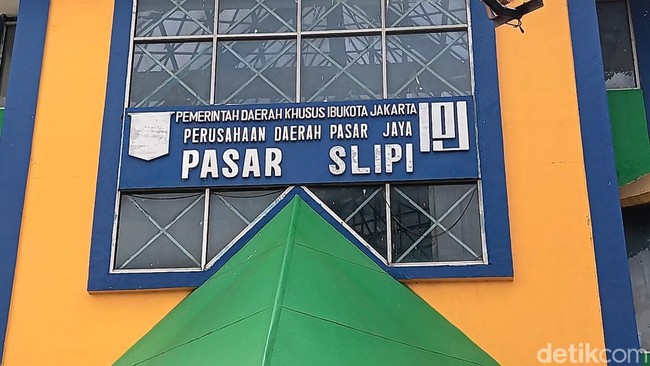 PEMERINTAH DAERAH KHUSUS IBUKOTA JAKARTA
PERUSAHAAN DAERAH PASAR JAYA
PASAR SLIPI
detikcom